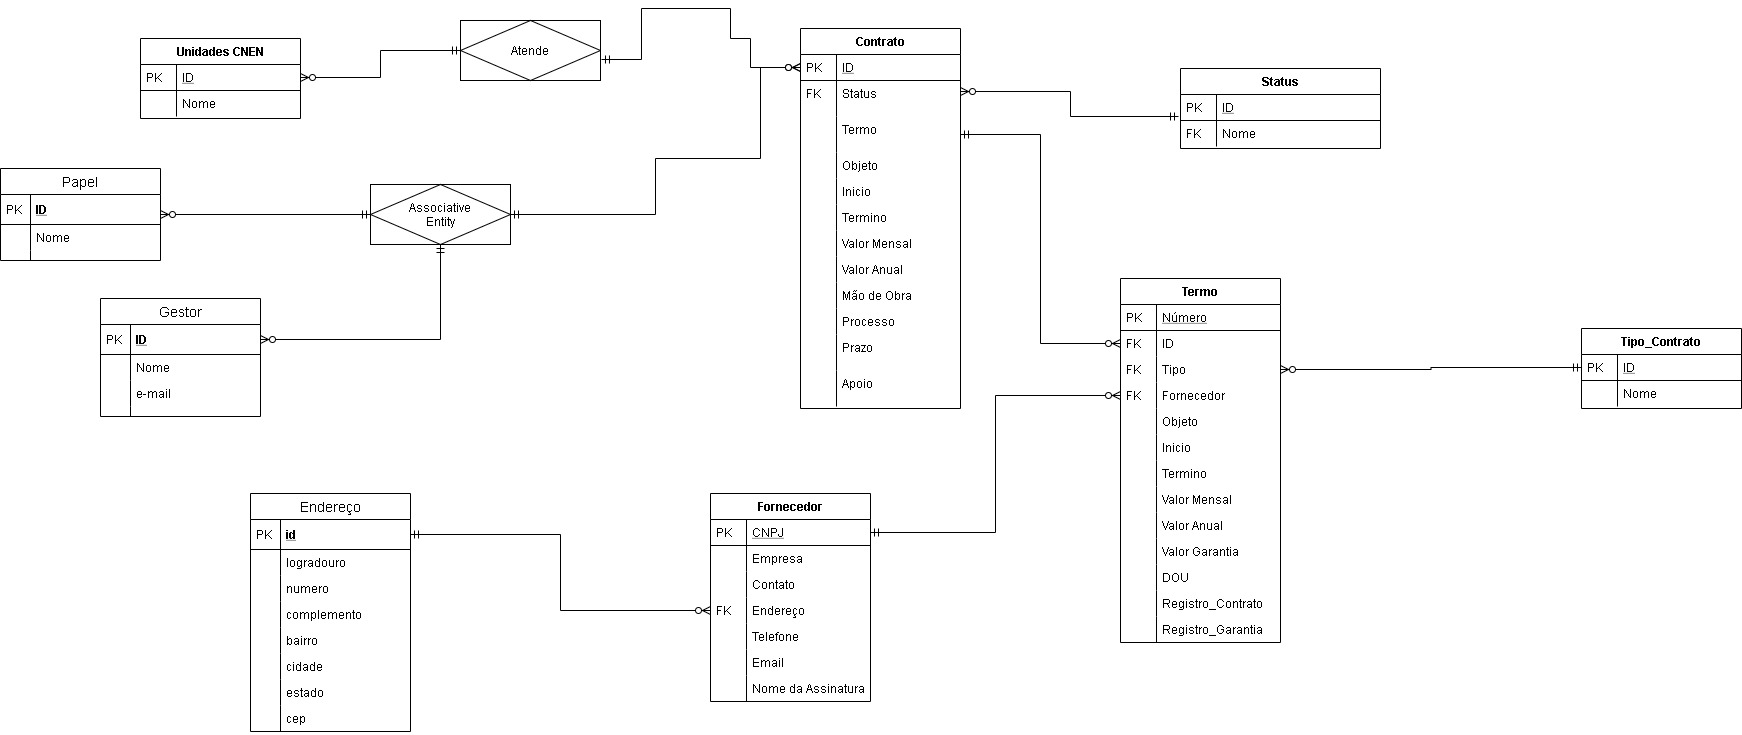 Unidades CNEN
PK ID
Nome
Atende
Contrato
PK ID
FK Status
Termo
Objeto
Inicio
Termino
Valor Mensal
Valor Anual
Mão de Obra
Processo
Prazo
Apoio
Status
PK ID
FK Nome
Papel
PK ID
Nome
Associative
Entity
Gestor
PK ID
Nome
e-mail
Termo
PK Número
FK ID
FK Tipo
FK Fornecedor
Objeto
Inicio
Termino
Valor Mensal
Valor Anual
Valor Garantia
DOU
Registro_Contrato
Registro_Garantia
Tipo_Contrato
PK ID
Nome
Endereço
PK id
logradouro
numero
complemento
bairro
cidade
estado
cep
Fornecedor
PK CNPJ
Empresa
Contato
FK Endereço
Telefone
Email
Nome da Assinatura